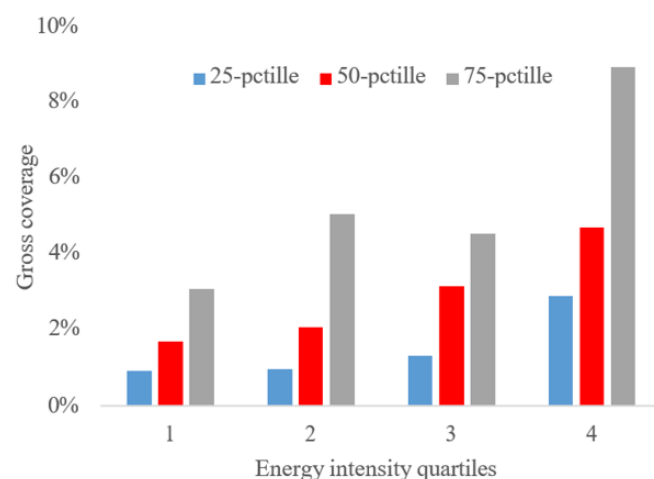 10%
25-pctille 50-pctille 75-pctille
8%
6%
Gross coverage
4%
2%
0%
1 2 3 4
Energy intensity quartiles